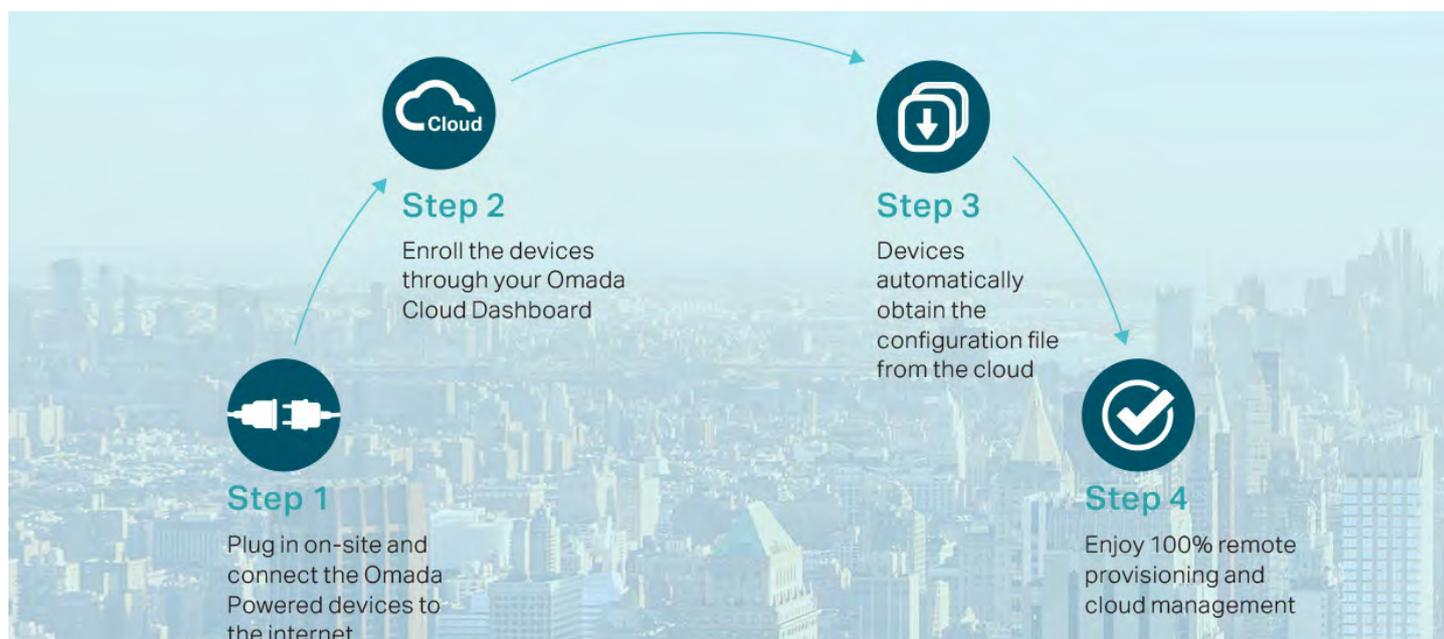 Cloud
Step 2
Enroll the devices
through your Omada
Cloud Dashboard
Step 3
Devices
automatically
obtain the
configuration file
from the cloud
Step 1
Plug in on-site and
connect the Omada
Powered devices to
the internet
Step 4
Enjoy 100% remote
provisioning and
cloud management